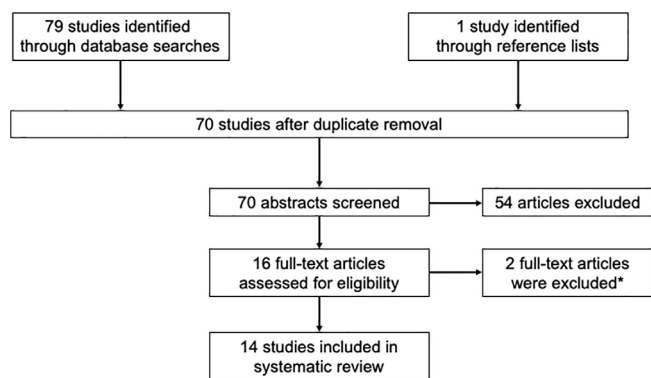 79 studies identified
through database searches
1 study identified
through reference lists
70 studies after duplicate removal
70 abstracts screened
54 articles excluded
16 full-text articles
assessed for eligibility
2 full-text articles
were excluded*
14 studies included in
systematic review